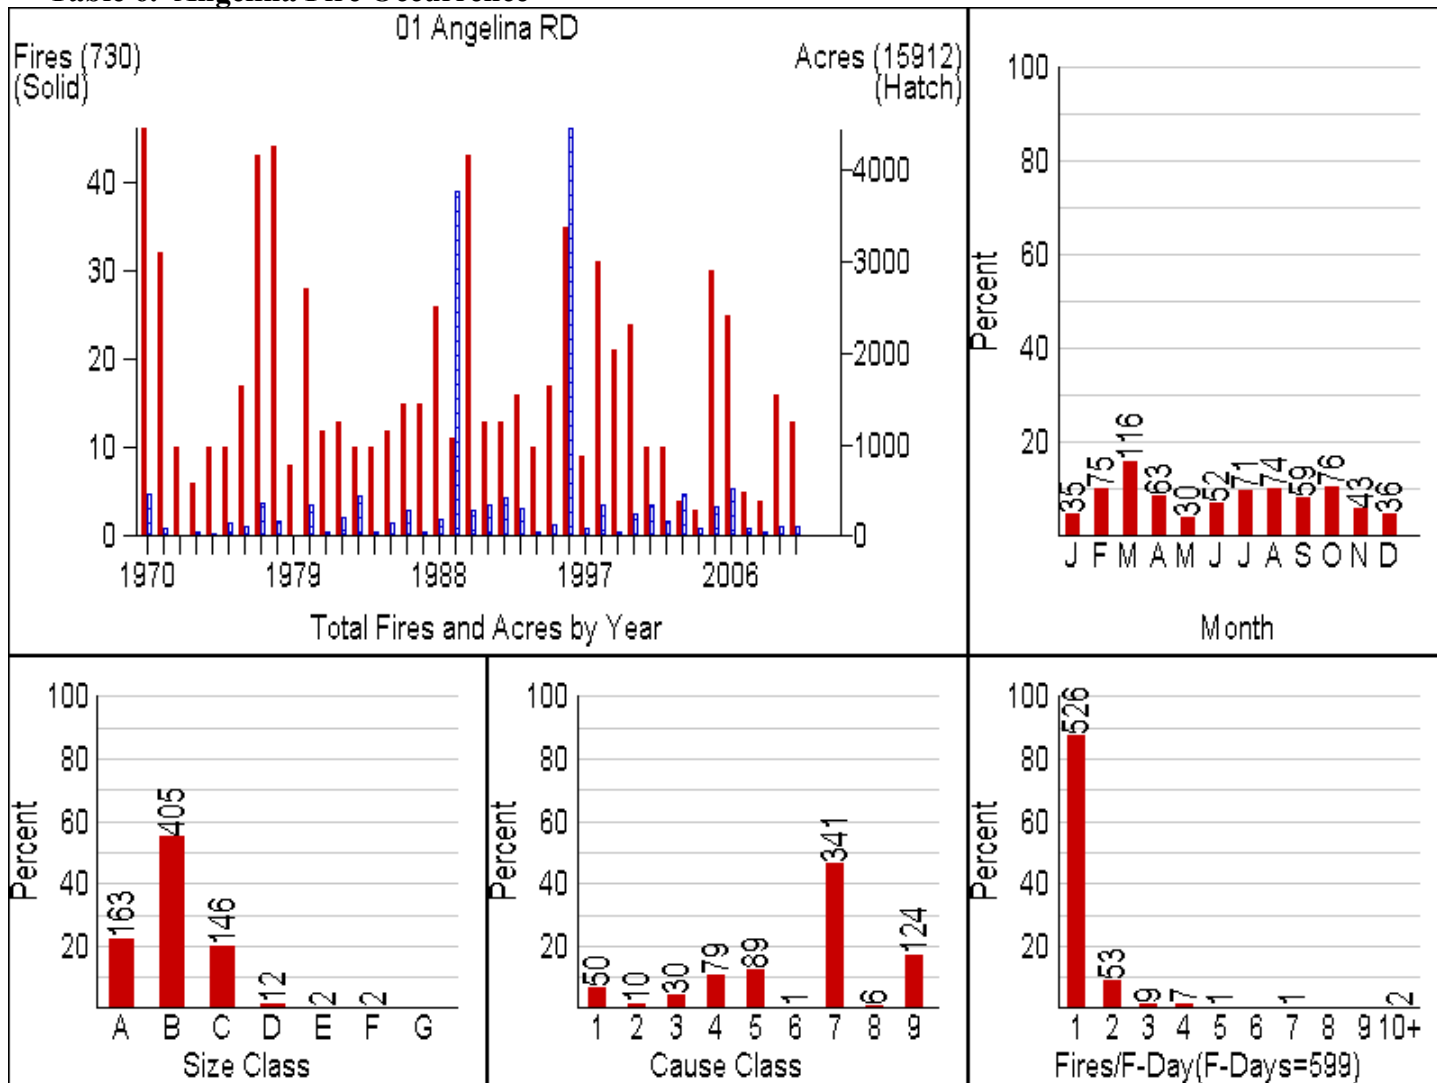 Table 6. Angelina Fire Occurrence
01 Angelina RD
Fires (730)
(Solid)
Acres (15912)
(Hatch)
40
30
20
10
0
4000
3000
2000
1000
0
1970 1979 1988 1997 2006
Total Fires and Acres by Year
100
80
60
40
20
Percent
35 75 116 63 30 52 71 74 59 76 43 36
J F M A M J J A S O N D
Month
100
80
60
40
20
Percent
163 405 146 12 2 2
A B C D E F G
Size Class
100
80
60
40
20
Percent
50 10 30 79 89 1 341 6 124
1 2 3 4 5 6 7 8 9
Cause Class
100
80
60
40
20
Percent
526 53 9 7 1 1 2
1 2 3 4 5 6 7 8 9 10+
Fires/F-Day(F-Days=599)